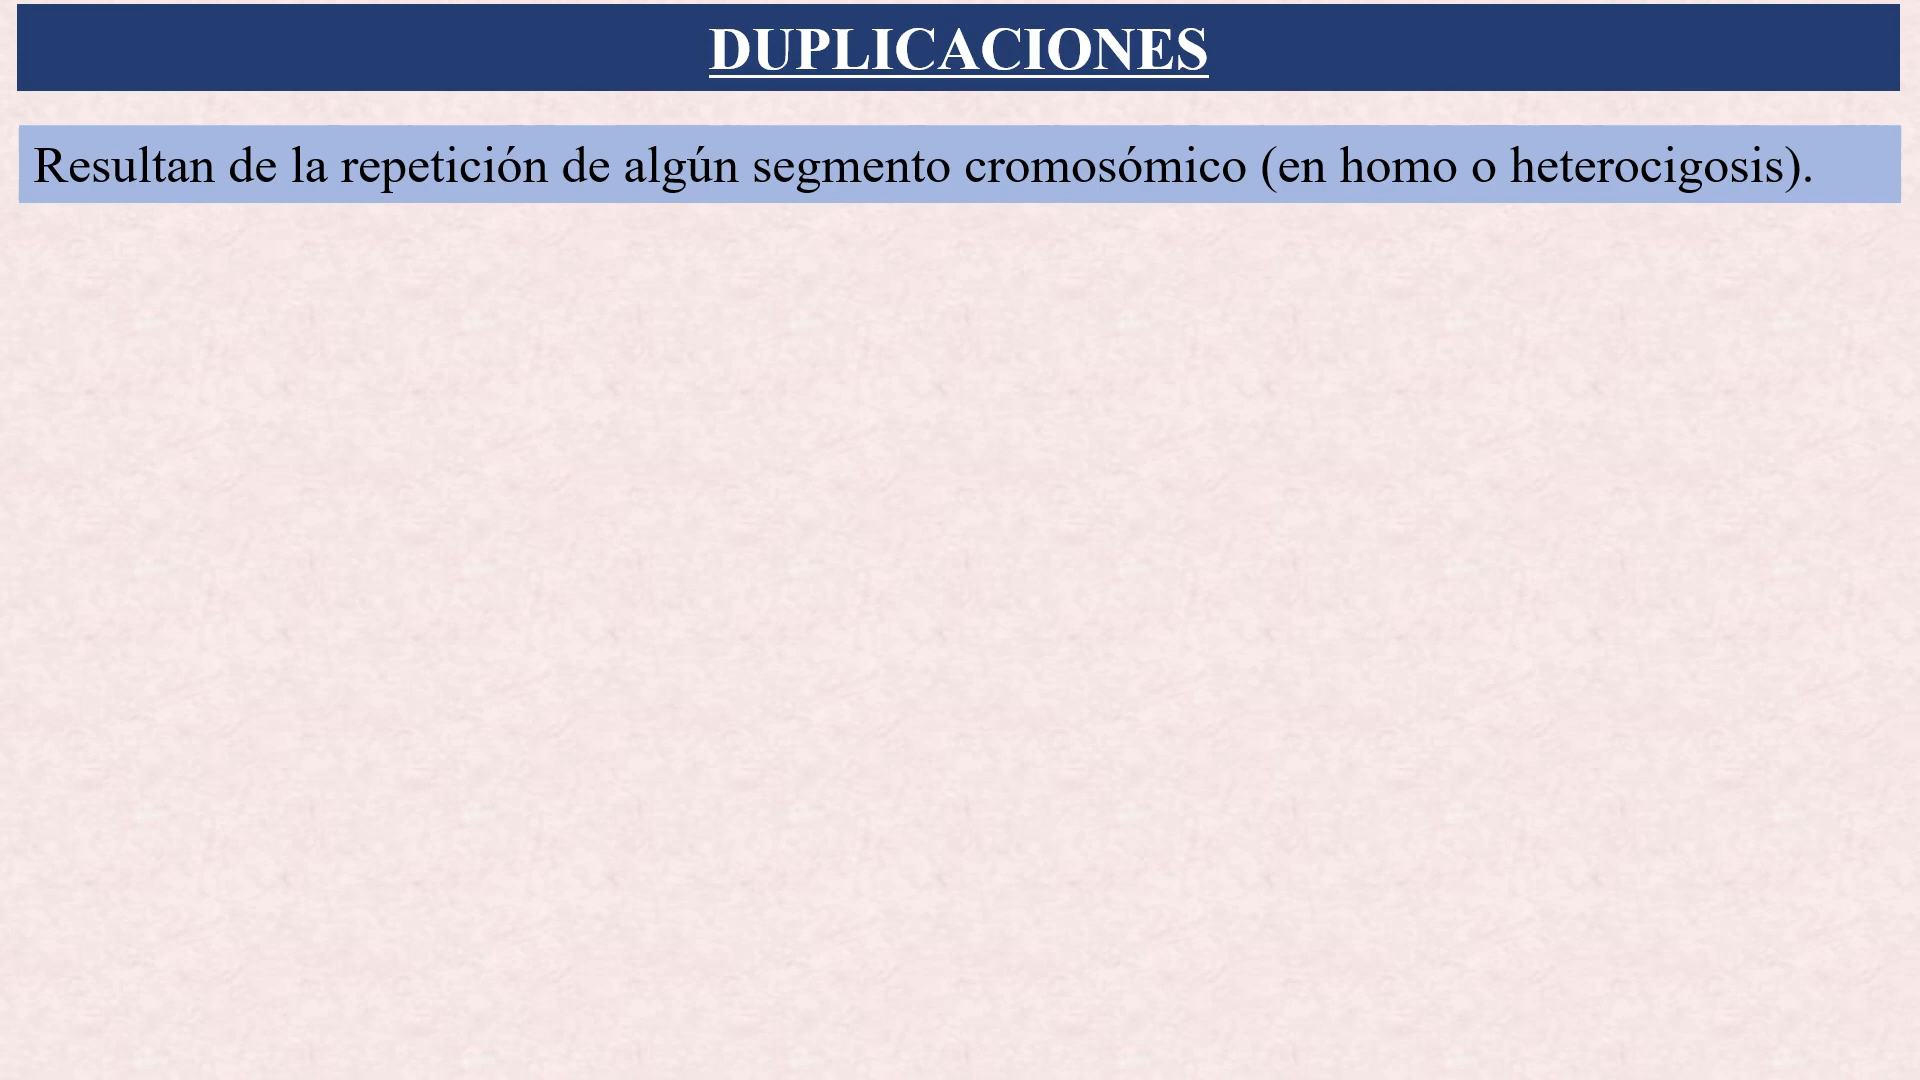 DUPLICACIONES
Resultan de la repetición de algún segmento cromosómico (en homo o heterocigosis).